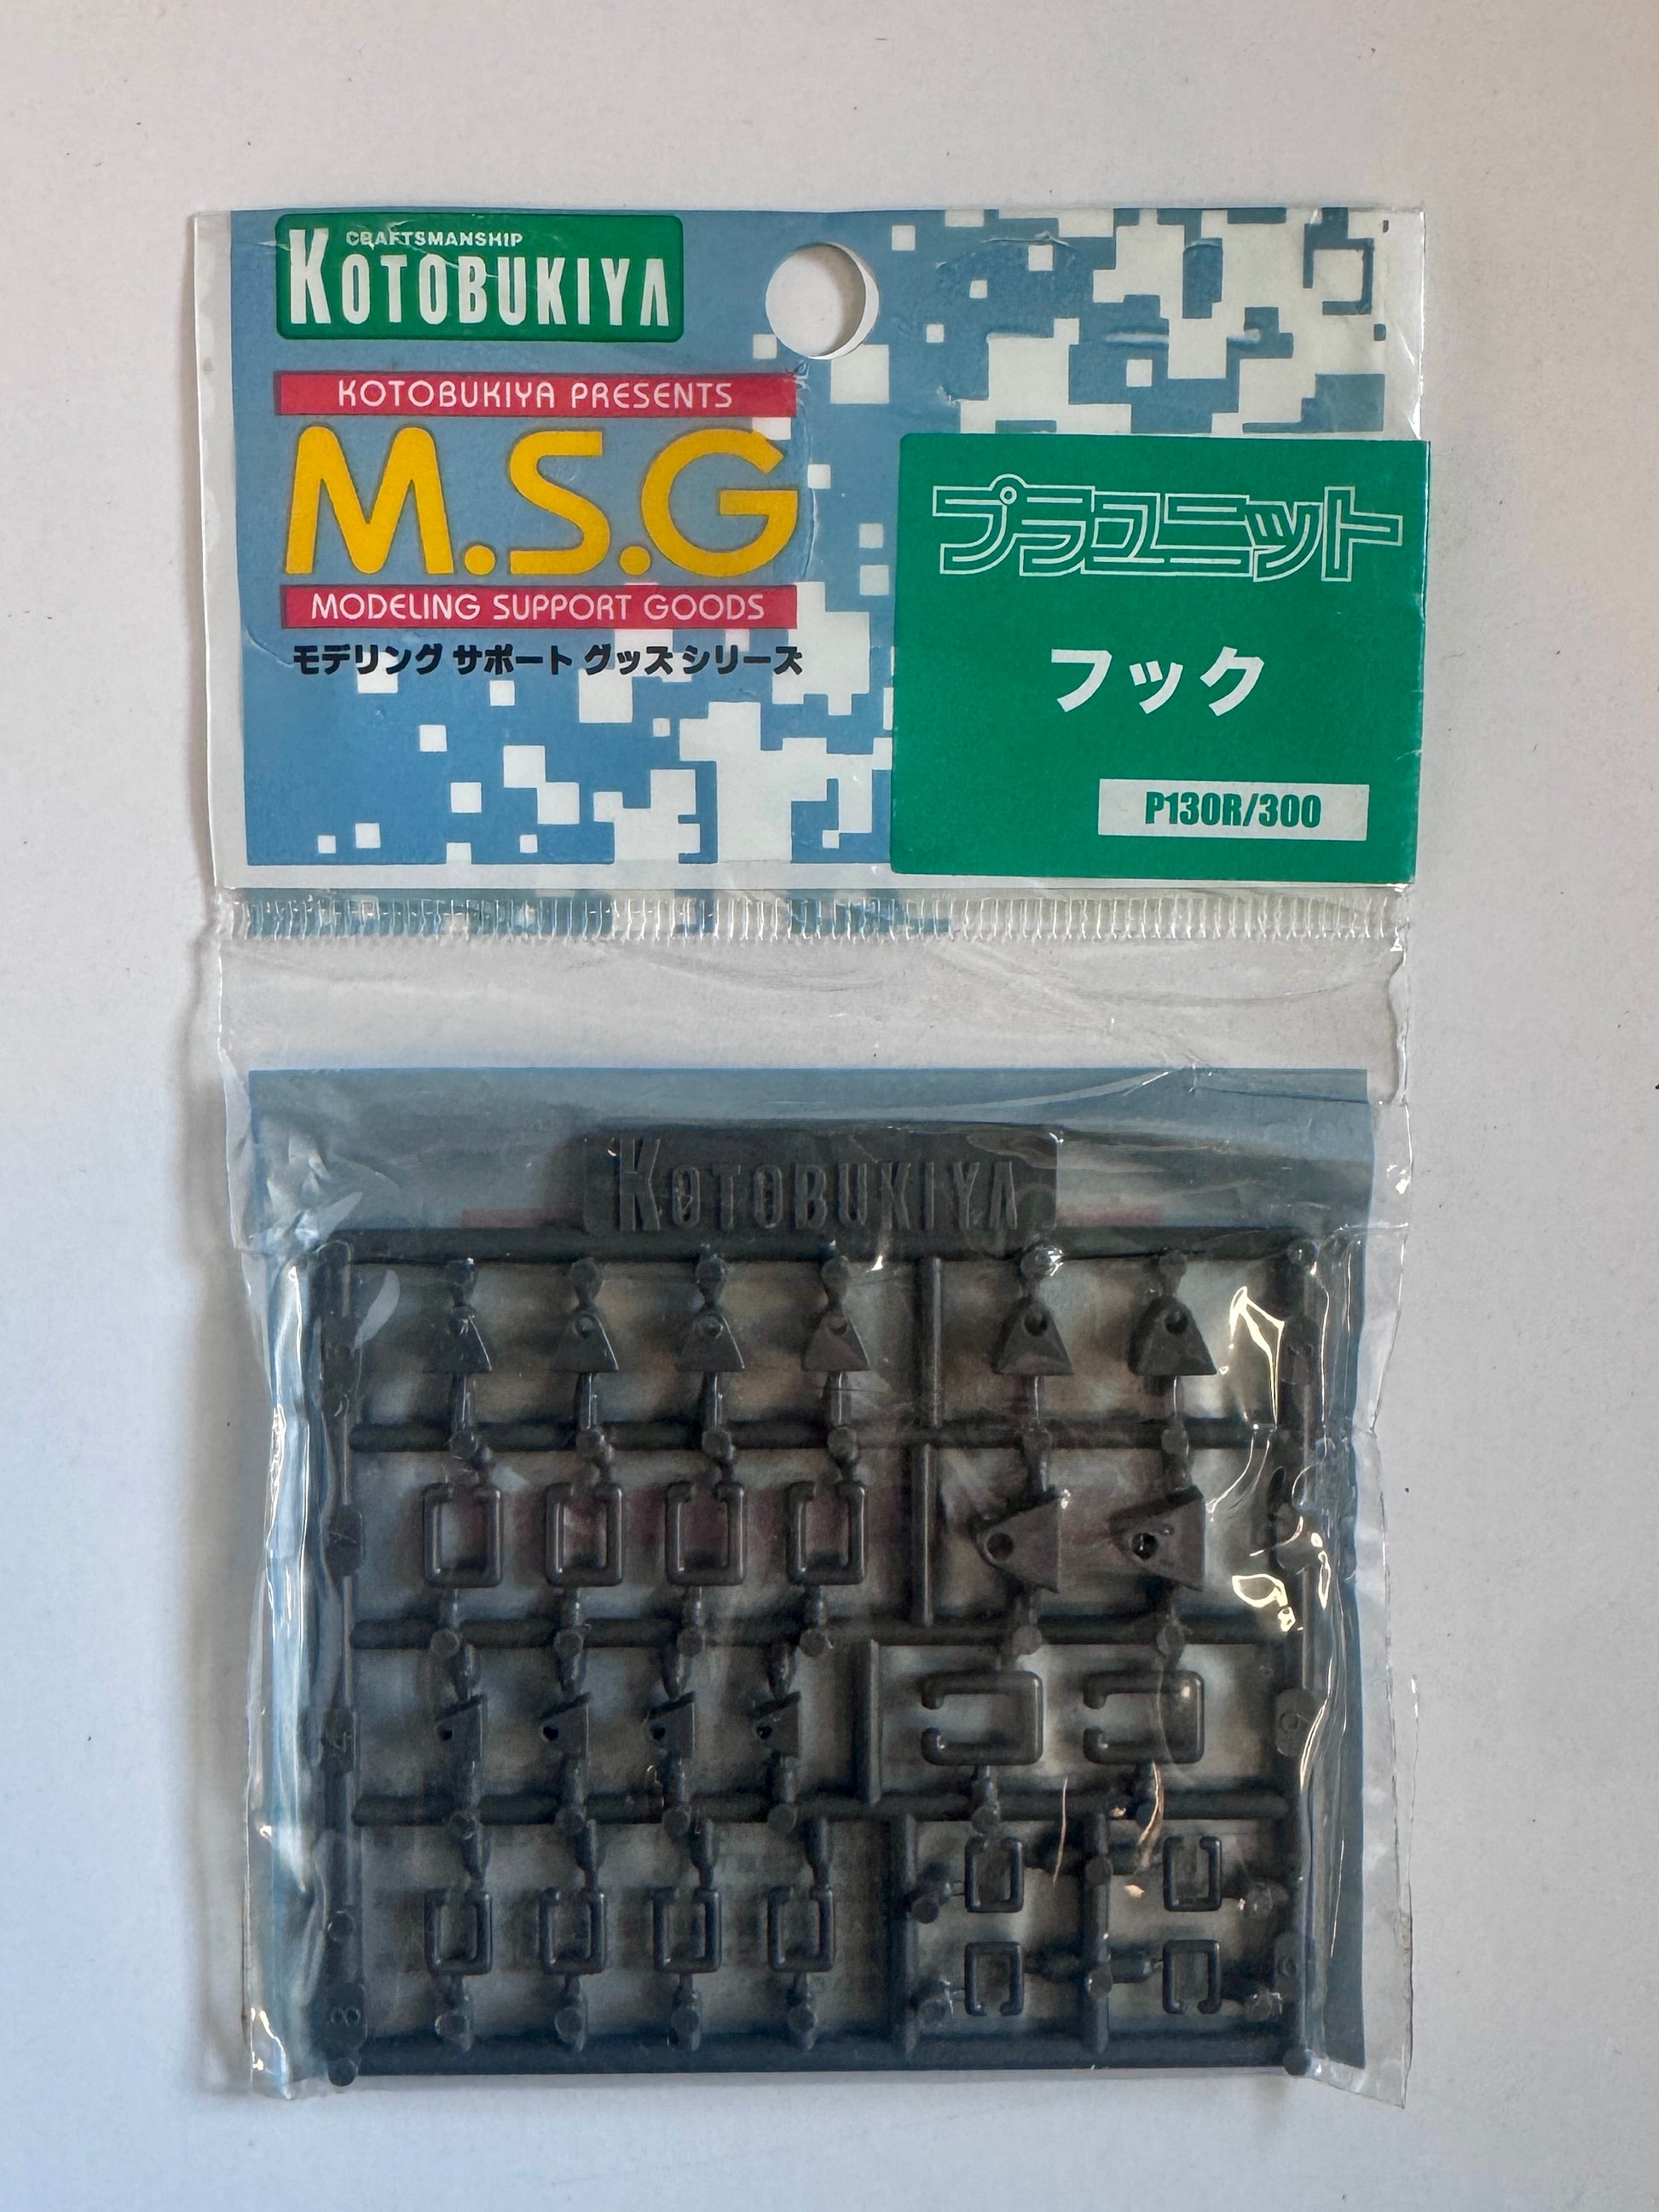 CRAFTSMANSHIP
KOTOBUKIYA
KOTOBUKIYA PRESENTS
M.S.G
MODELING SUPPORT GOODS
モデリング サポート グッズ シリーズ
プラユニット
フック
P130R/300
KOTOBUKIYA